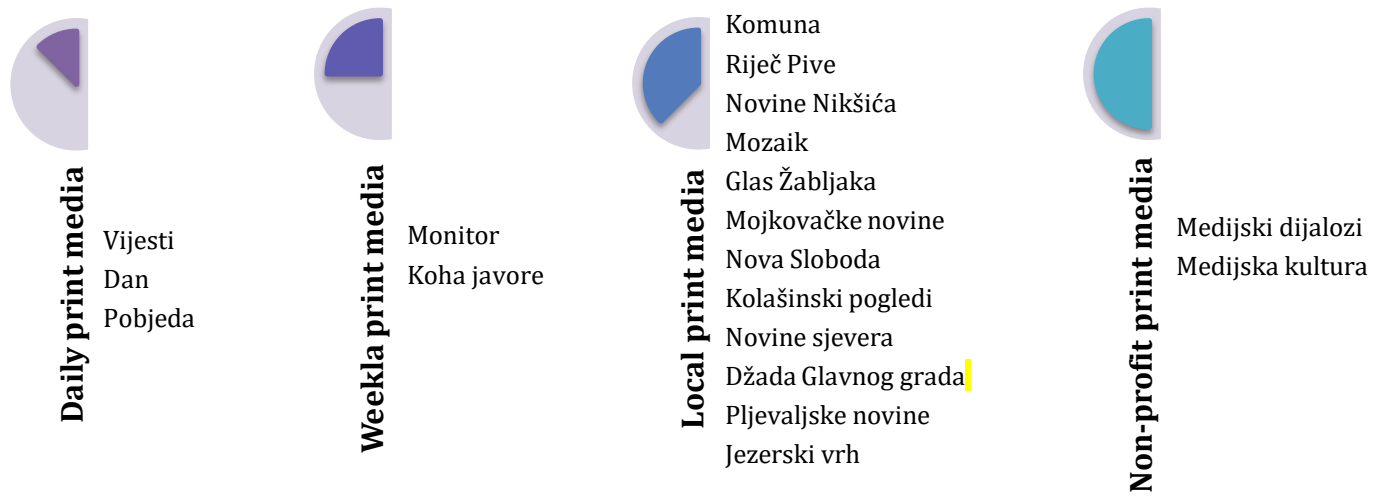 Daily print media
Vijesti
Dan
Pobjeda
Weekla print media
Monitor
Koha javore
Local print media
Komuna
Riječ Pive
Novine Nikšića
Mozaik
Glas Žabljaka
Mojkovačke novine
Nova Sloboda
Kolašinski pogledi
Novine sjevera
Džada Glavnog grada
Pljevaljske novine
Jezerski vrh
Non-profit print media
Medijski dijalozi
Medijska kultura